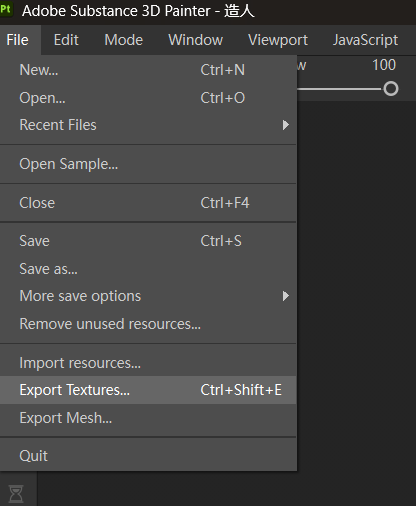 Pt Adobe Substance 3D Painter - 造人
File Edit Mode Window Viewport JavaScript
w 100
New... Ctrl+N
Open... Ctrl+O
Recent Files
Open Sample...
Close Ctrl+F4
Save Ctrl+S
Save as...
More save options
Remove unused resources...
Import resources...
Export Textures... Ctrl+Shift+E
Export Mesh...
Quit